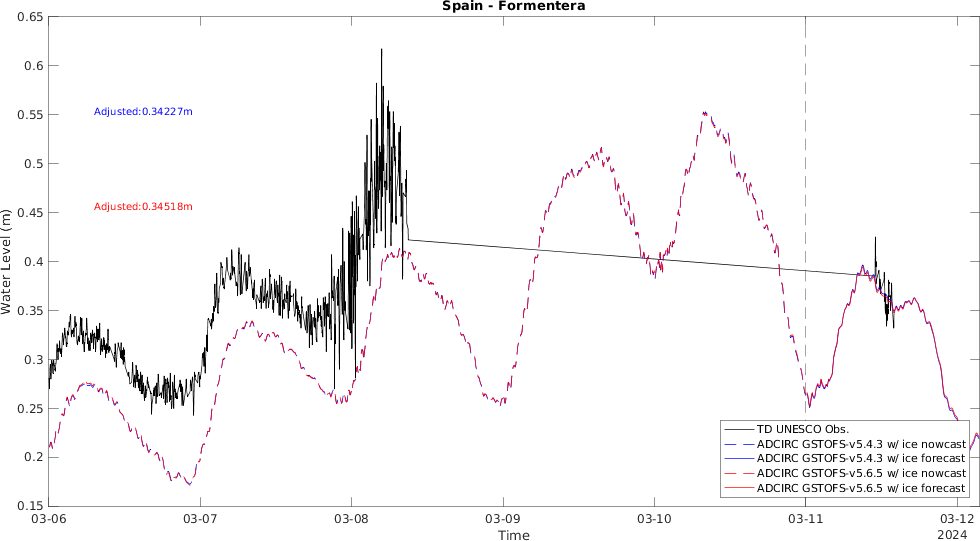 Spain - Formentera
0.65
0.6
0.55
0.5
0.45
0.4
0.35
0.3
0.25
0.2
0.15
Water Level (m)
Adjusted:0.34227m
Adjusted:0.34518m
TD UNESCO Obs.
ADCIRC GSTOFS-v5.4.3 w/ ice nowcast
ADCIRC GSTOFS-v5.4.3 w/ ice forecast
ADCIRC GSTOFS-v5.6.5 w/ ice nowcast
ADCIRC GSTOFS-v5.6.5 w/ ice forecast
03-06 03-07 03-08 03-09 03-10 03-11 03-12
Time
2024